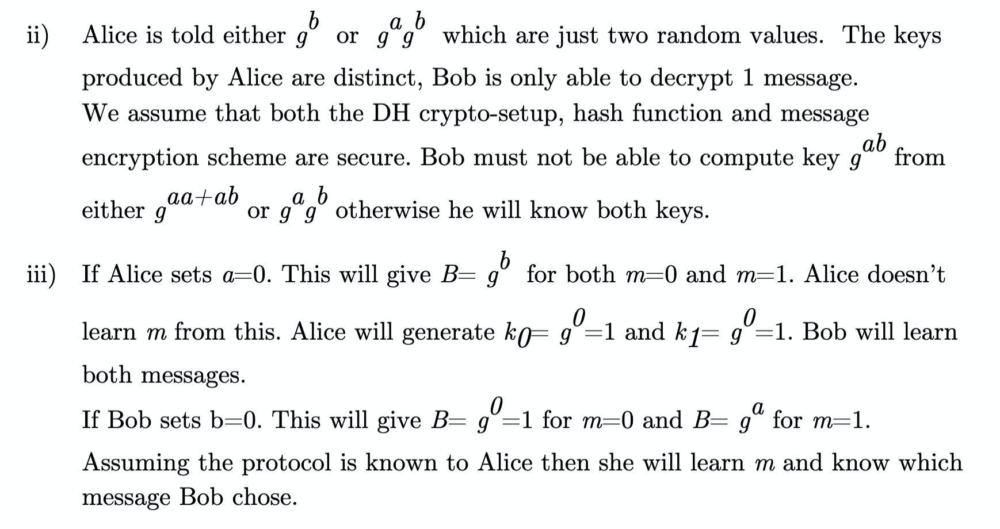 ii) Alice is told either g^b or g^a g^b which are just two random values. The keys
produced by Alice are distinct, Bob is only able to decrypt 1 message.
We assume that both the DH crypto-setup, hash function and message
encryption scheme are secure. Bob must not be able to compute key g^ab from
either g^aa+ab or g^a g^b otherwise he will know both keys.
iii) If Alice sets a=0. This will give B= g^b for both m=0 and m=1. Alice doesn't
learn m from this. Alice will generate k0= g^0=1 and k1= g^0=1. Bob will learn
both messages.
If Bob sets b=0. This will give B= g^0=1 for m=0 and B= g^a for m=1.
Assuming the protocol is known to Alice then she will learn m and know which
message Bob chose.